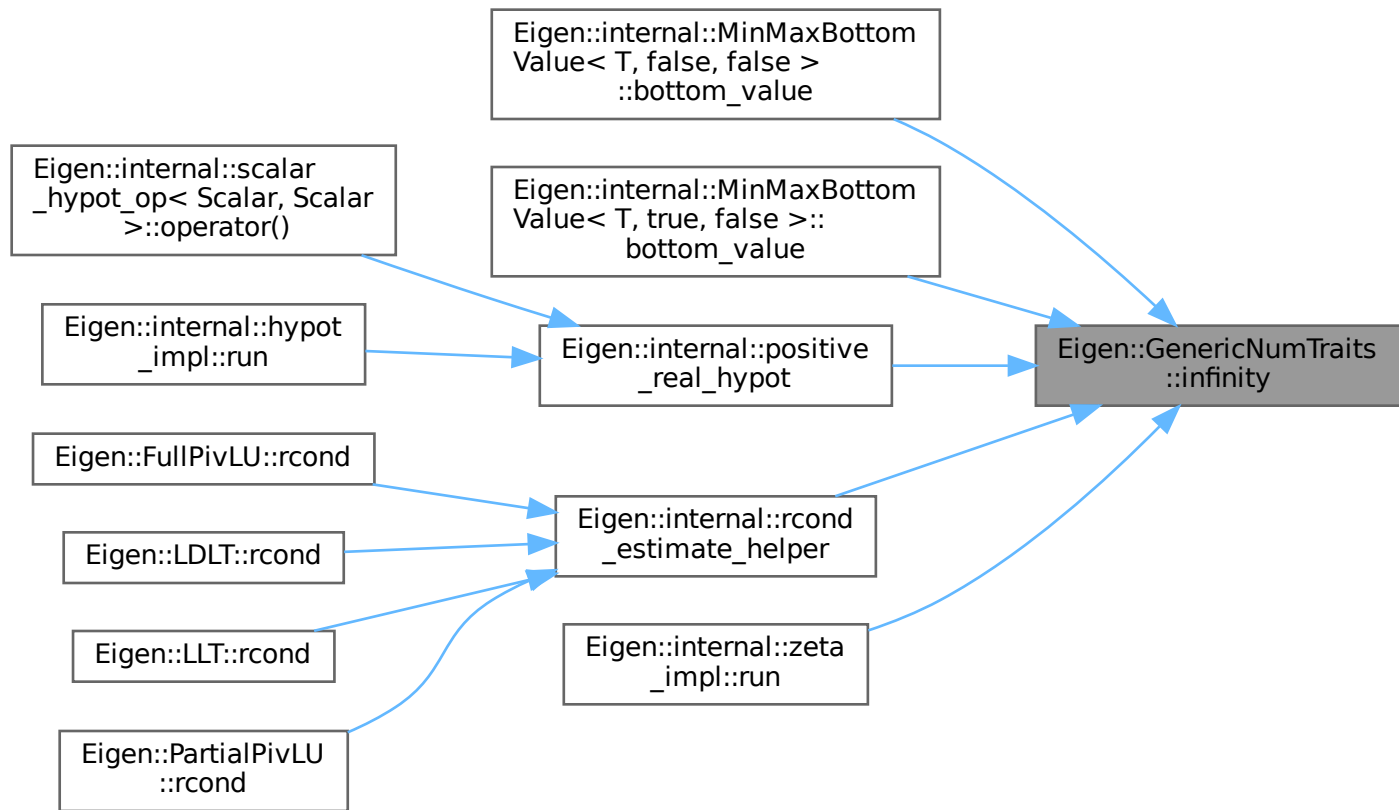 Eigen::internal::MinMaxBottom
Value< T, false, false >
::bottom_value
Eigen::internal::scalar
_hypot_op< Scalar, Scalar
>::operator()
Eigen::internal::MinMaxBottom
Value< T, true, false >::
bottom_value
Eigen::internal::hypot
_impl::run
Eigen::internal::positive
_real_hypot
Eigen::GenericNumTraits
::infinity
Eigen::FullPivLU::rcond
Eigen::LDLT::rcond
Eigen::internal::rcond
_estimate_helper
Eigen::LLT::rcond
Eigen::internal::zeta
_impl::run
Eigen::PartialPivLU
::rcond